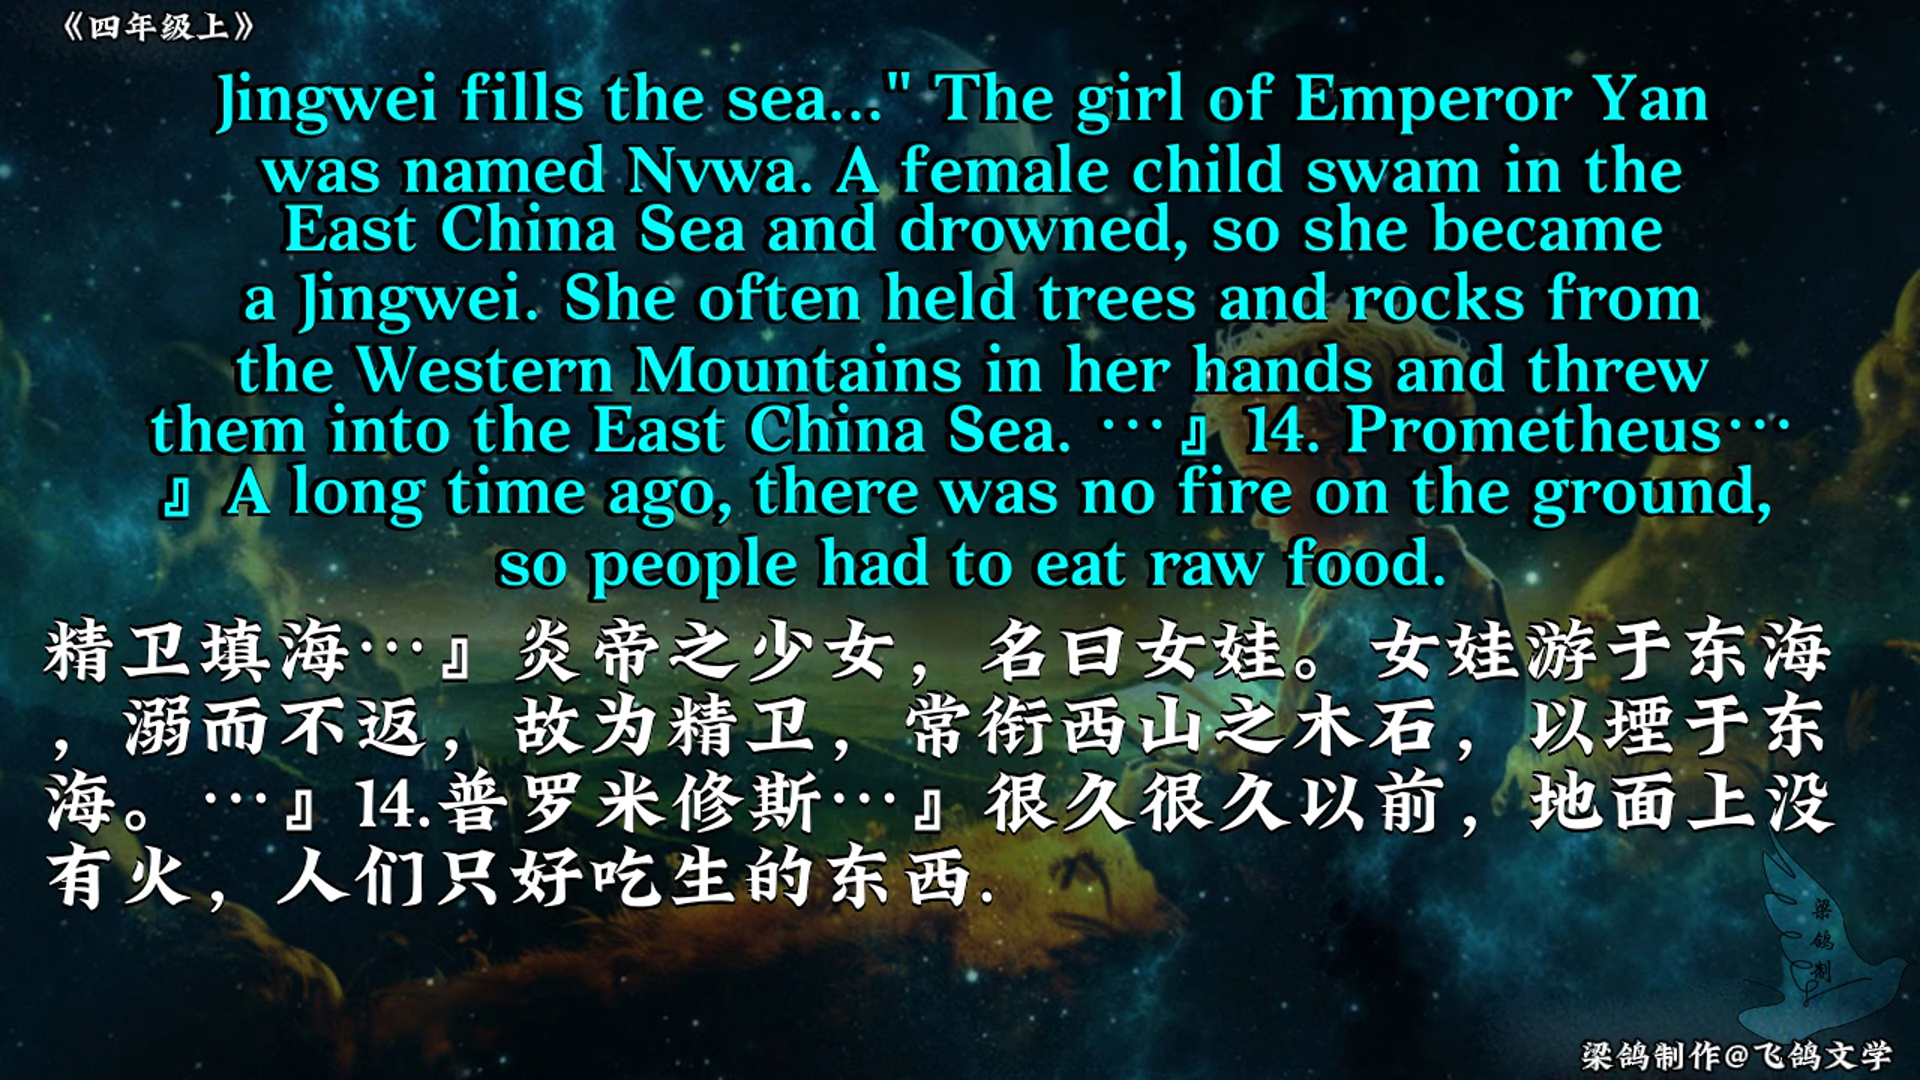 《四年级上》
Jingwei fills the sea..." The girl of Emperor Yan
was named Nvwa. A female child swam in the
East China Sea and drowned, so she became
a Jingwei. She often held trees and rocks from
the Western Mountains in her hands and threw
them into the East China Sea. …』14. Prometheus…
』A long time ago, there was no fire on the ground,
so people had to eat raw food.
精卫填海…』炎帝之少女，名曰女娃。女娃游于东海
，溺而不返，故为精卫，常衔西山之木石，以堙于东
海。…』14.普罗米修斯…』很久很久以前，地面上没
有火，人们只好吃生的东西.
梁
鸽
制
梁鸽制作@飞鸽文学